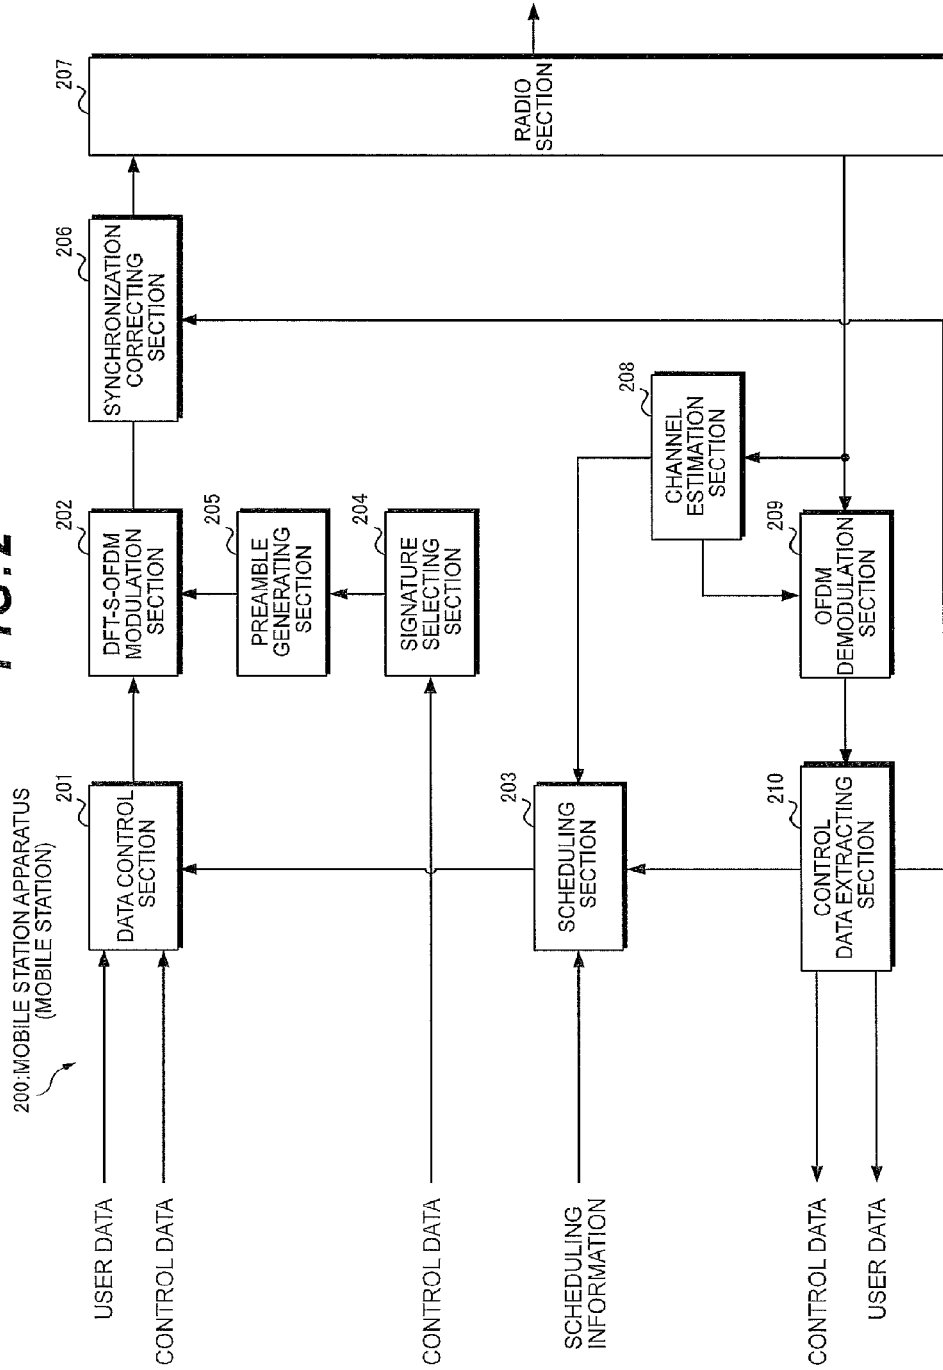 FIG.2
200:MOBILE STATION APPARATUS
(MOBILE STATION)
USER DATA
CONTROL DATA
201
DATA CONTROL
SECTION
202
DFT-S-OFDM
MODULATION
SECTION
206
SYNCHRONIZATION
CORRECTING
SECTION
207
RADIO
SECTION
205
PREAMBLE
GENERATING
SECTION
204
SIGNATURE
SELECTING
SECTION
CONTROL DATA
SCHEDULING
INFORMATION
203
SCHEDULING
SECTION
208
CHANNEL
ESTIMATION
SECTION
209
OFDM
DEMODULATION
SECTION
210
CONTROL
DATA EXTRACTING
SECTION
CONTROL DATA
USER DATA